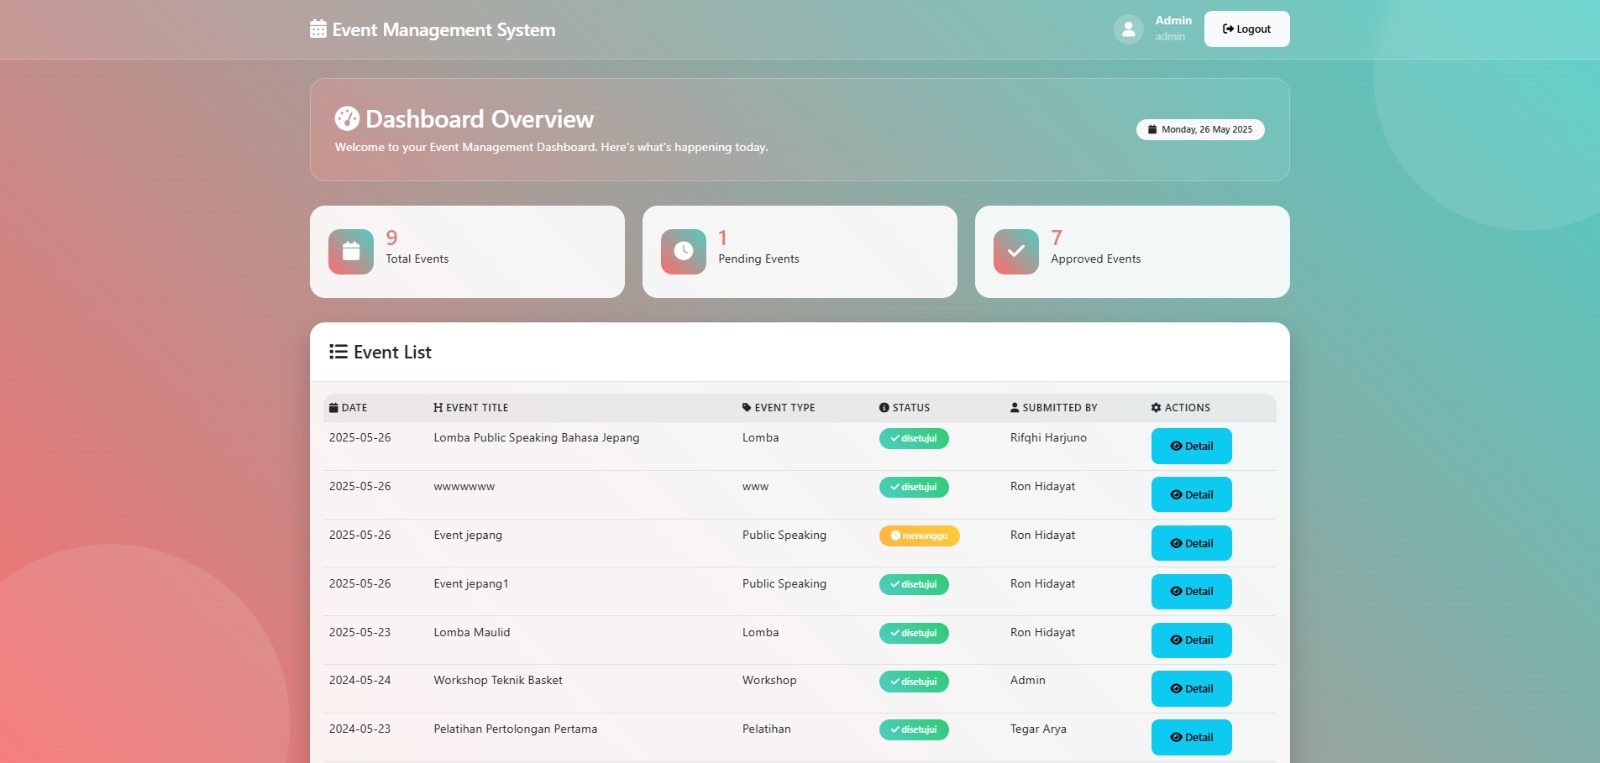 Event Management System
Admin
admin
Logout
Dashboard Overview
Welcome to your Event Management Dashboard. Here's what's happening today.
Monday, 26 May 2025
9
Total Events
1
Pending Events
7
Approved Events
Event List
DATE EVENT TITLE EVENT TYPE STATUS SUBMITTED BY ACTIONS
2025-05-26 Lomba Public Speaking Bahasa Jepang Lomba disetujui Rifqhi Harjuno Detail
2025-05-26 wwwwwww www disetujui Ron Hidayat Detail
2025-05-26 Event jepang Public Speaking menunggu Ron Hidayat Detail
2025-05-26 Event jepang1 Public Speaking disetujui Ron Hidayat Detail
2025-05-23 Lomba Maulid Lomba disetujui Ron Hidayat Detail
2024-05-24 Workshop Teknik Basket Workshop disetujui Admin Detail
2024-05-23 Pelatihan Pertolongan Pertama Pelatihan disetujui Tegar Arya Detail